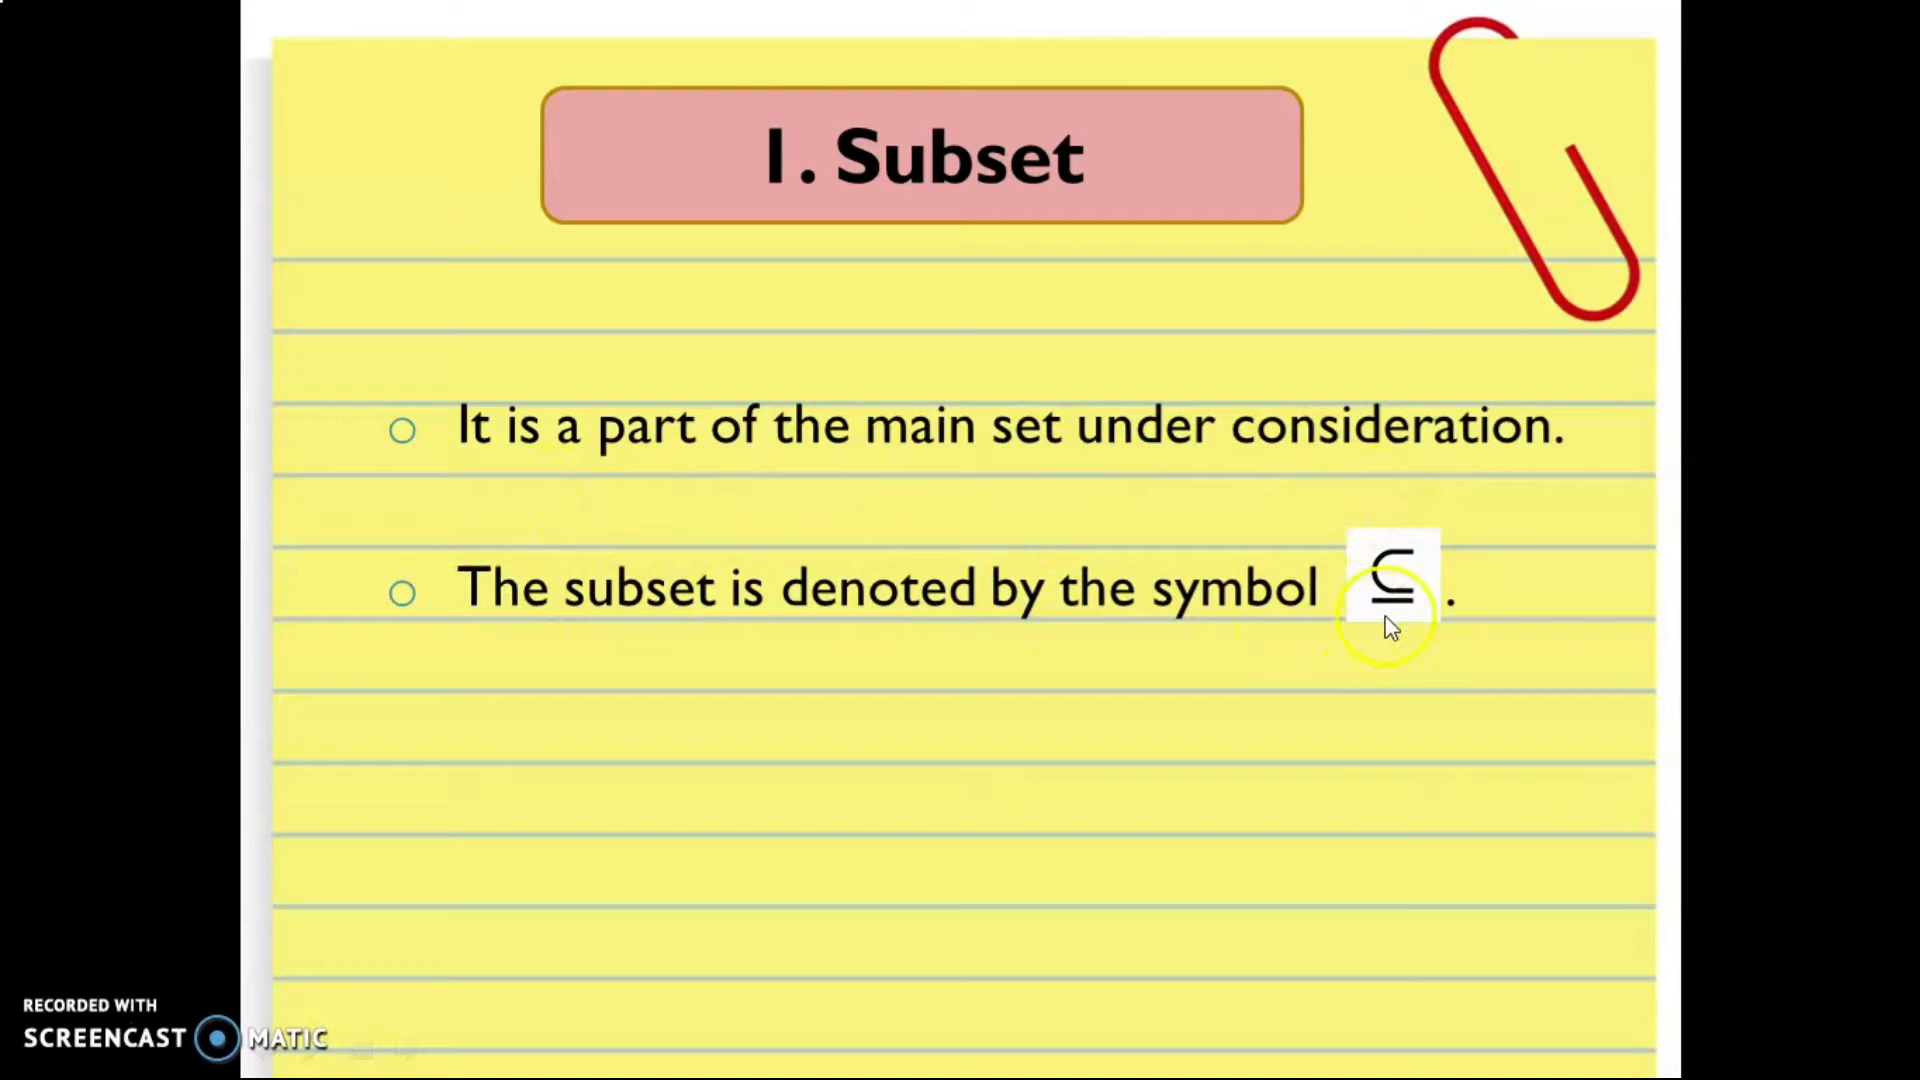 1. Subset
It is a part of the main set under consideration.
The subset is denoted by the symbol ⊆ .
RECORDED WITH
SCREENCAST MATIC